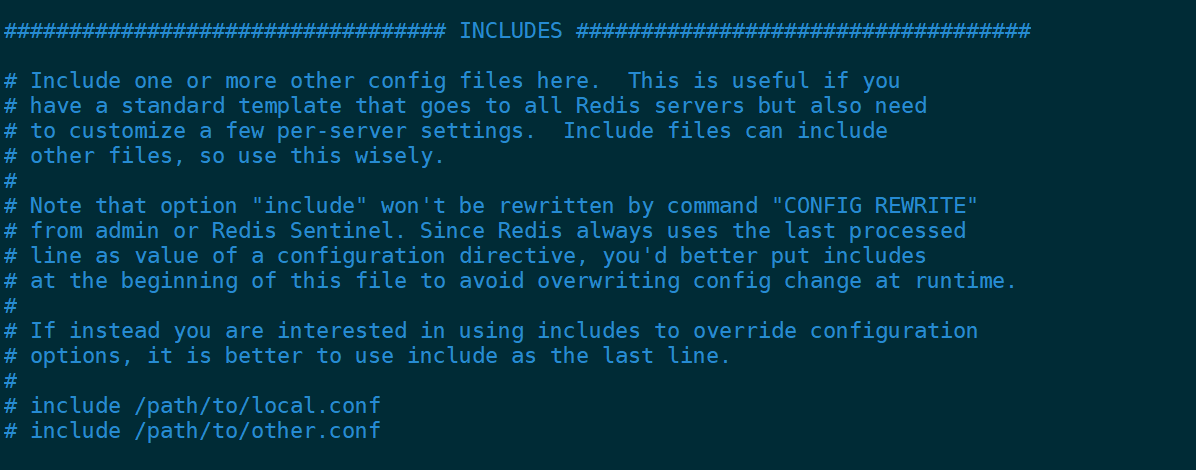 ################################## INCLUDES ###################################
# Include one or more other config files here.  This is useful if you
# have a standard template that goes to all Redis servers but also need
# to customize a few per-server settings.  Include files can include
# other files, so use this wisely.
#
# Note that option "include" won't be rewritten by command "CONFIG REWRITE"
# from admin or Redis Sentinel. Since Redis always uses the last processed
# line as value of a configuration directive, you'd better put includes
# at the beginning of this file to avoid overwriting config change at runtime.
#
# If instead you are interested in using includes to override configuration
# options, it is better to use include as the last line.
#
# include /path/to/local.conf
# include /path/to/other.conf